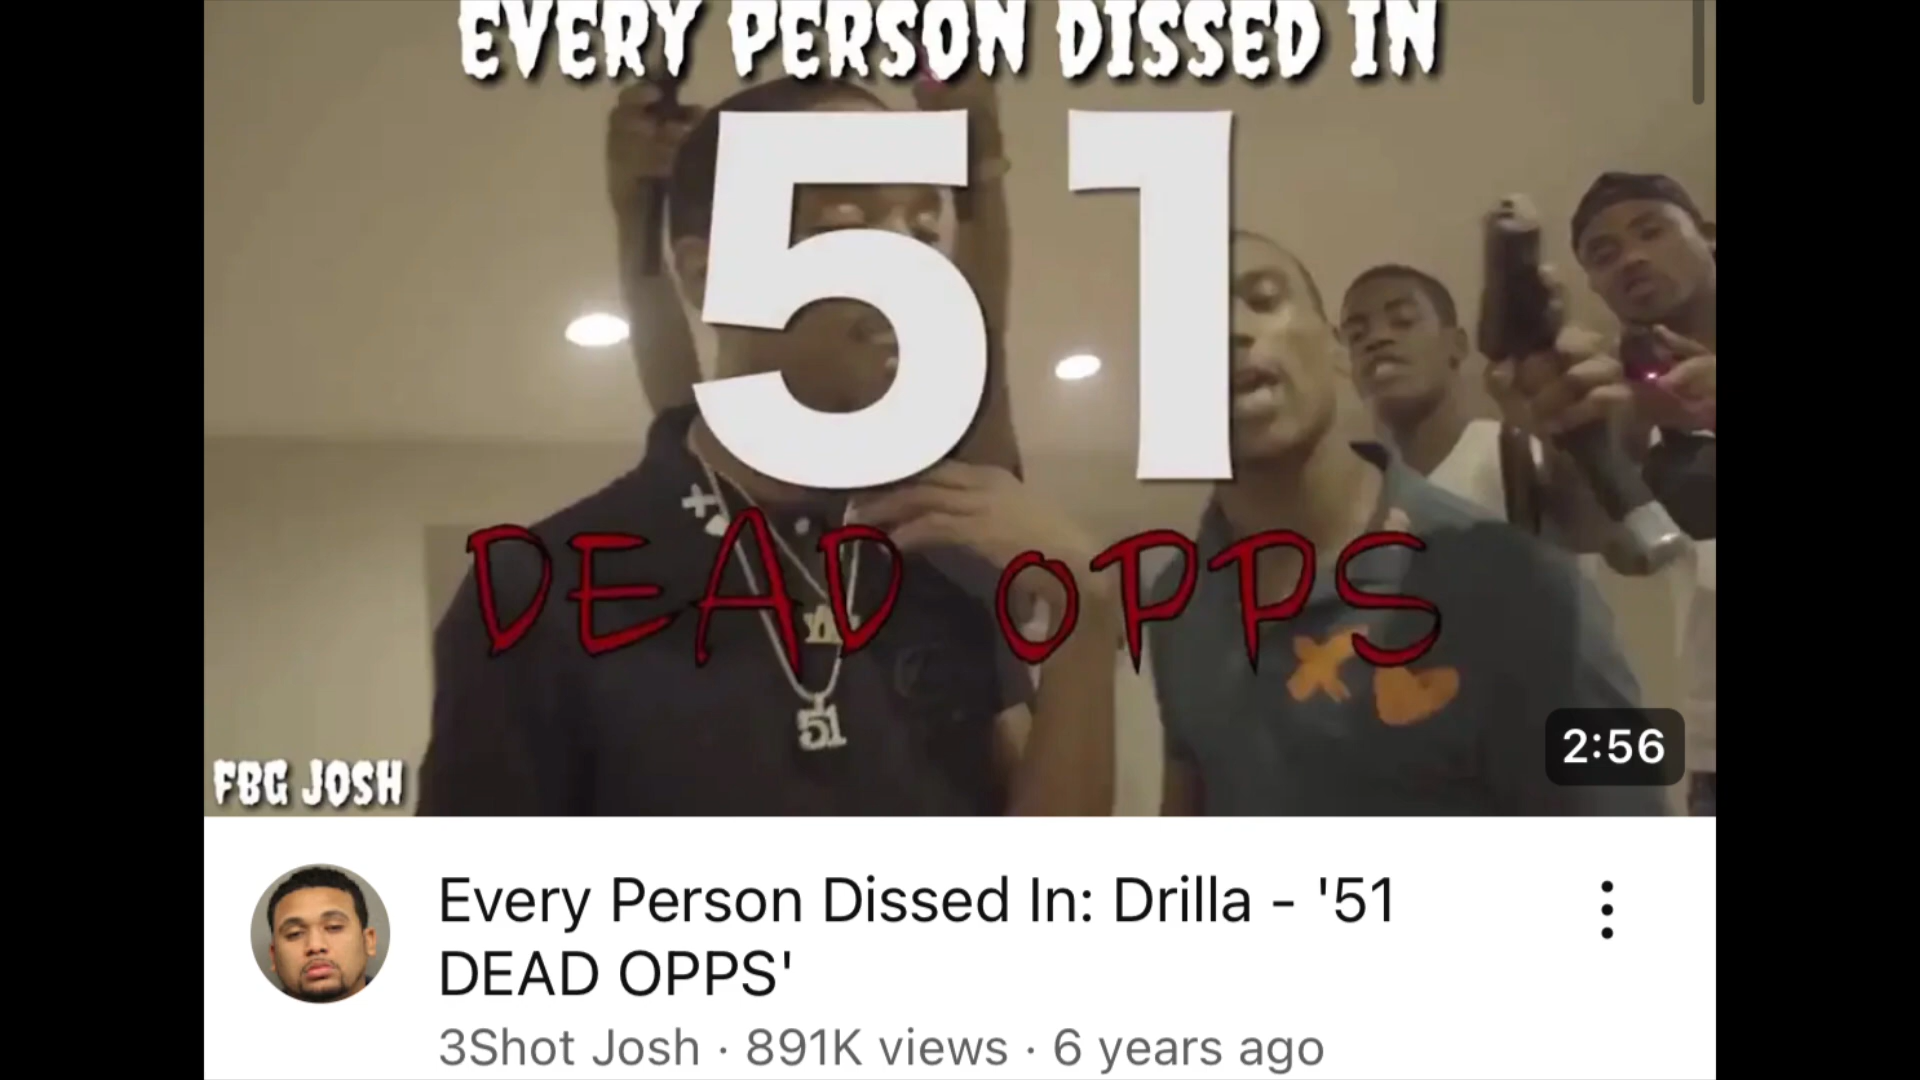 EVERY PERSON DISSED IN
51
DEAD OPPS
51
FBG JOSH
2:56
Every Person Dissed In: Drilla - '51
DEAD OPPS'
3Shot Josh · 891K views · 6 years ago